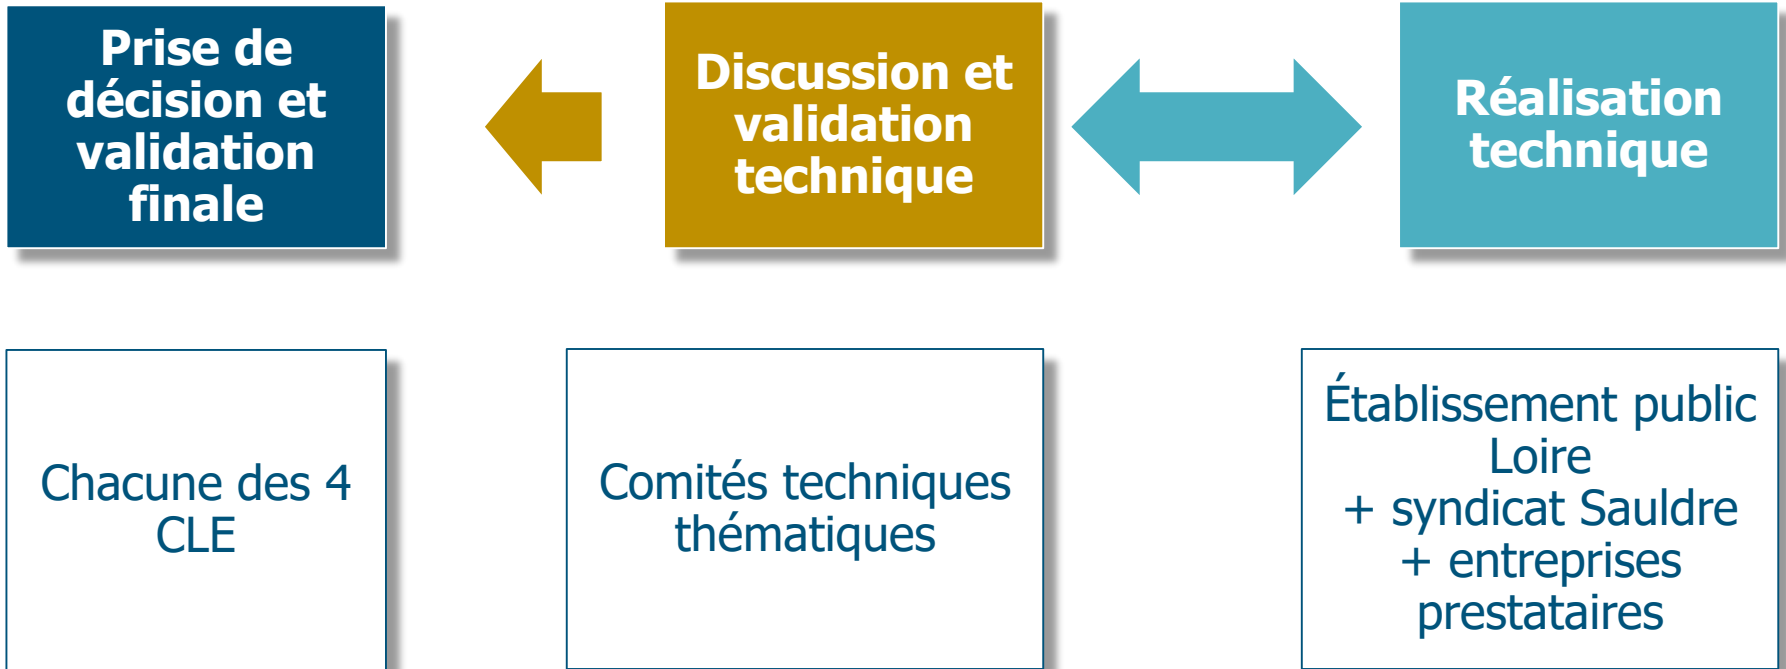 Prise de
décision et
validation
finale
Discussion et
validation
technique
Réalisation
technique
Chacune des 4
CLE
Comités techniques
thématiques
Établissement public
Loire
+ syndicat Sauldre
+ entreprises
prestataires